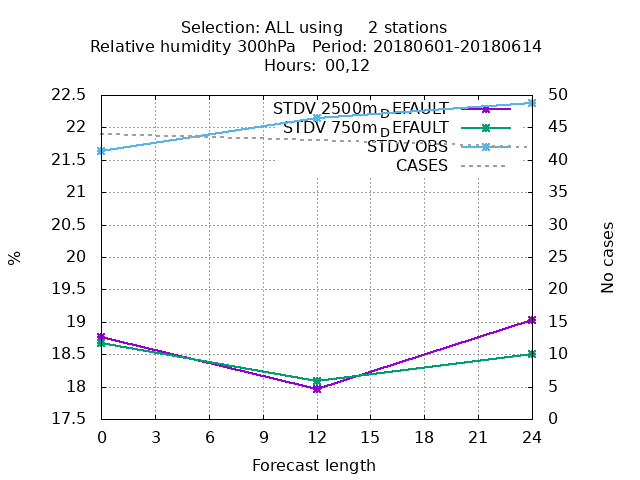 Selection: ALL using     2 stations
Relative humidity 300hPa   Period: 20180601-20180614
Hours: 00,12
22.5
22
21.5
21
20.5
20
19.5
19
18.5
18
17.5
50
45
40
35
30
25
20
15
10
5
0
STDV 2500m_DEFAULT
STDV 750m_DEFAULT
STDV OBS
CASES
%
No cases
0 3 6 9 12 15 18 21 24
Forecast length